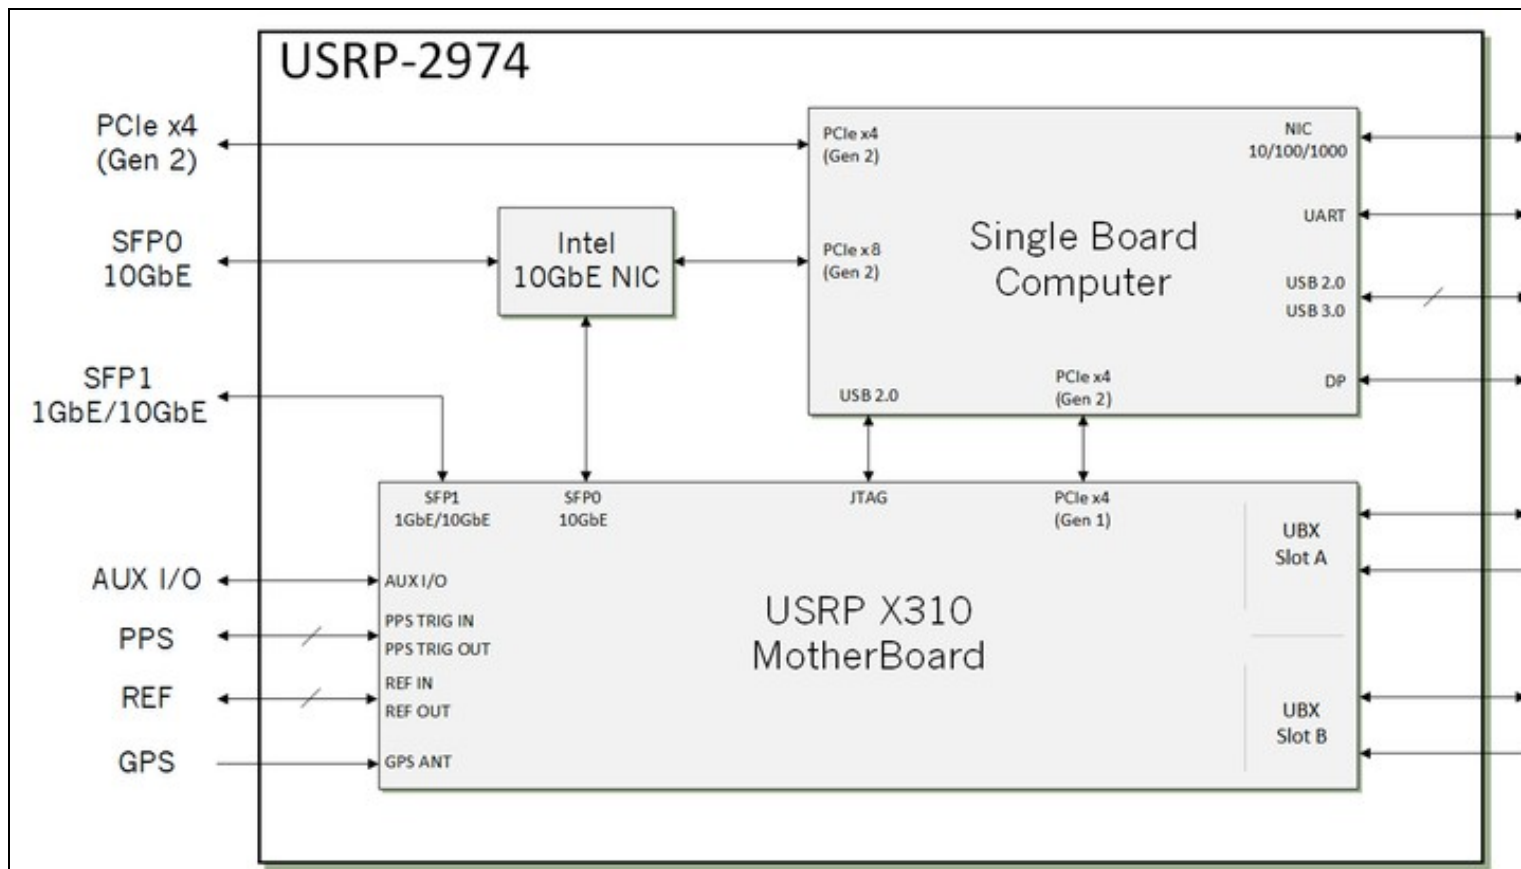 USRP-2974
PCIe x4
(Gen 2)
SFP0
10GbE
SFP1
1GbE/10GbE
AUX I/O
PPS
REF
GPS
Intel
10GbE NIC
PCIe x4
(Gen 2)
PCIe x8
(Gen 2)
Single Board
Computer
NIC
10/100/1000
UART
USB 2.0
USB 3.0
DP
USB 2.0
PCIe x4
(Gen 2)
SFP1
1GbE/10GbE
SFP0
10GbE
JTAG
PCIe x4
(Gen 1)
AUX I/O
PPS TRIG IN
PPS TRIG OUT
REF IN
REF OUT
GPS ANT
USRP X310
MotherBoard
UBX
Slot A
UBX
Slot B